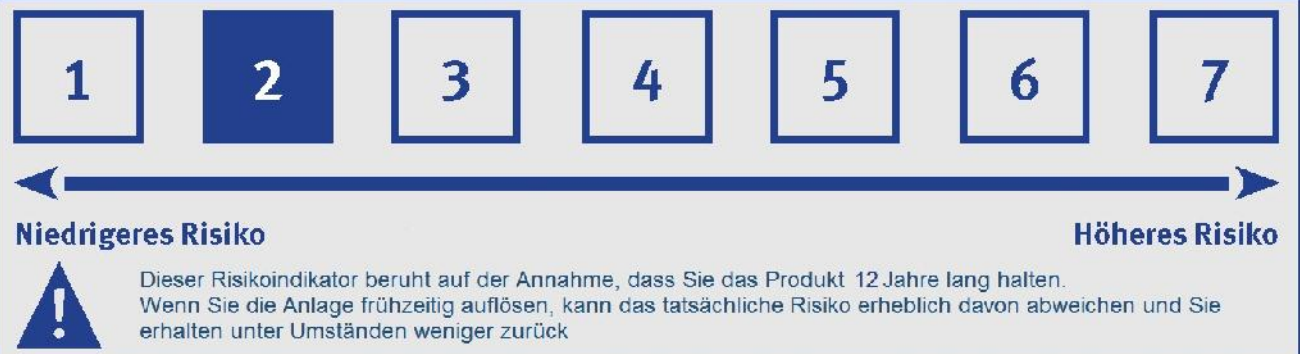 1 2 3 4 5 6 7
Niedrigeres Risiko Höheres Risiko
Dieser Risikoindikator beruht auf der Annahme, dass Sie das Produkt 12 Jahre lang halten.
Wenn Sie die Anlage frühzeitig auflösen, kann das tatsächliche Risiko erheblich davon abweichen und Sie
erhalten unter Umständen weniger zurück